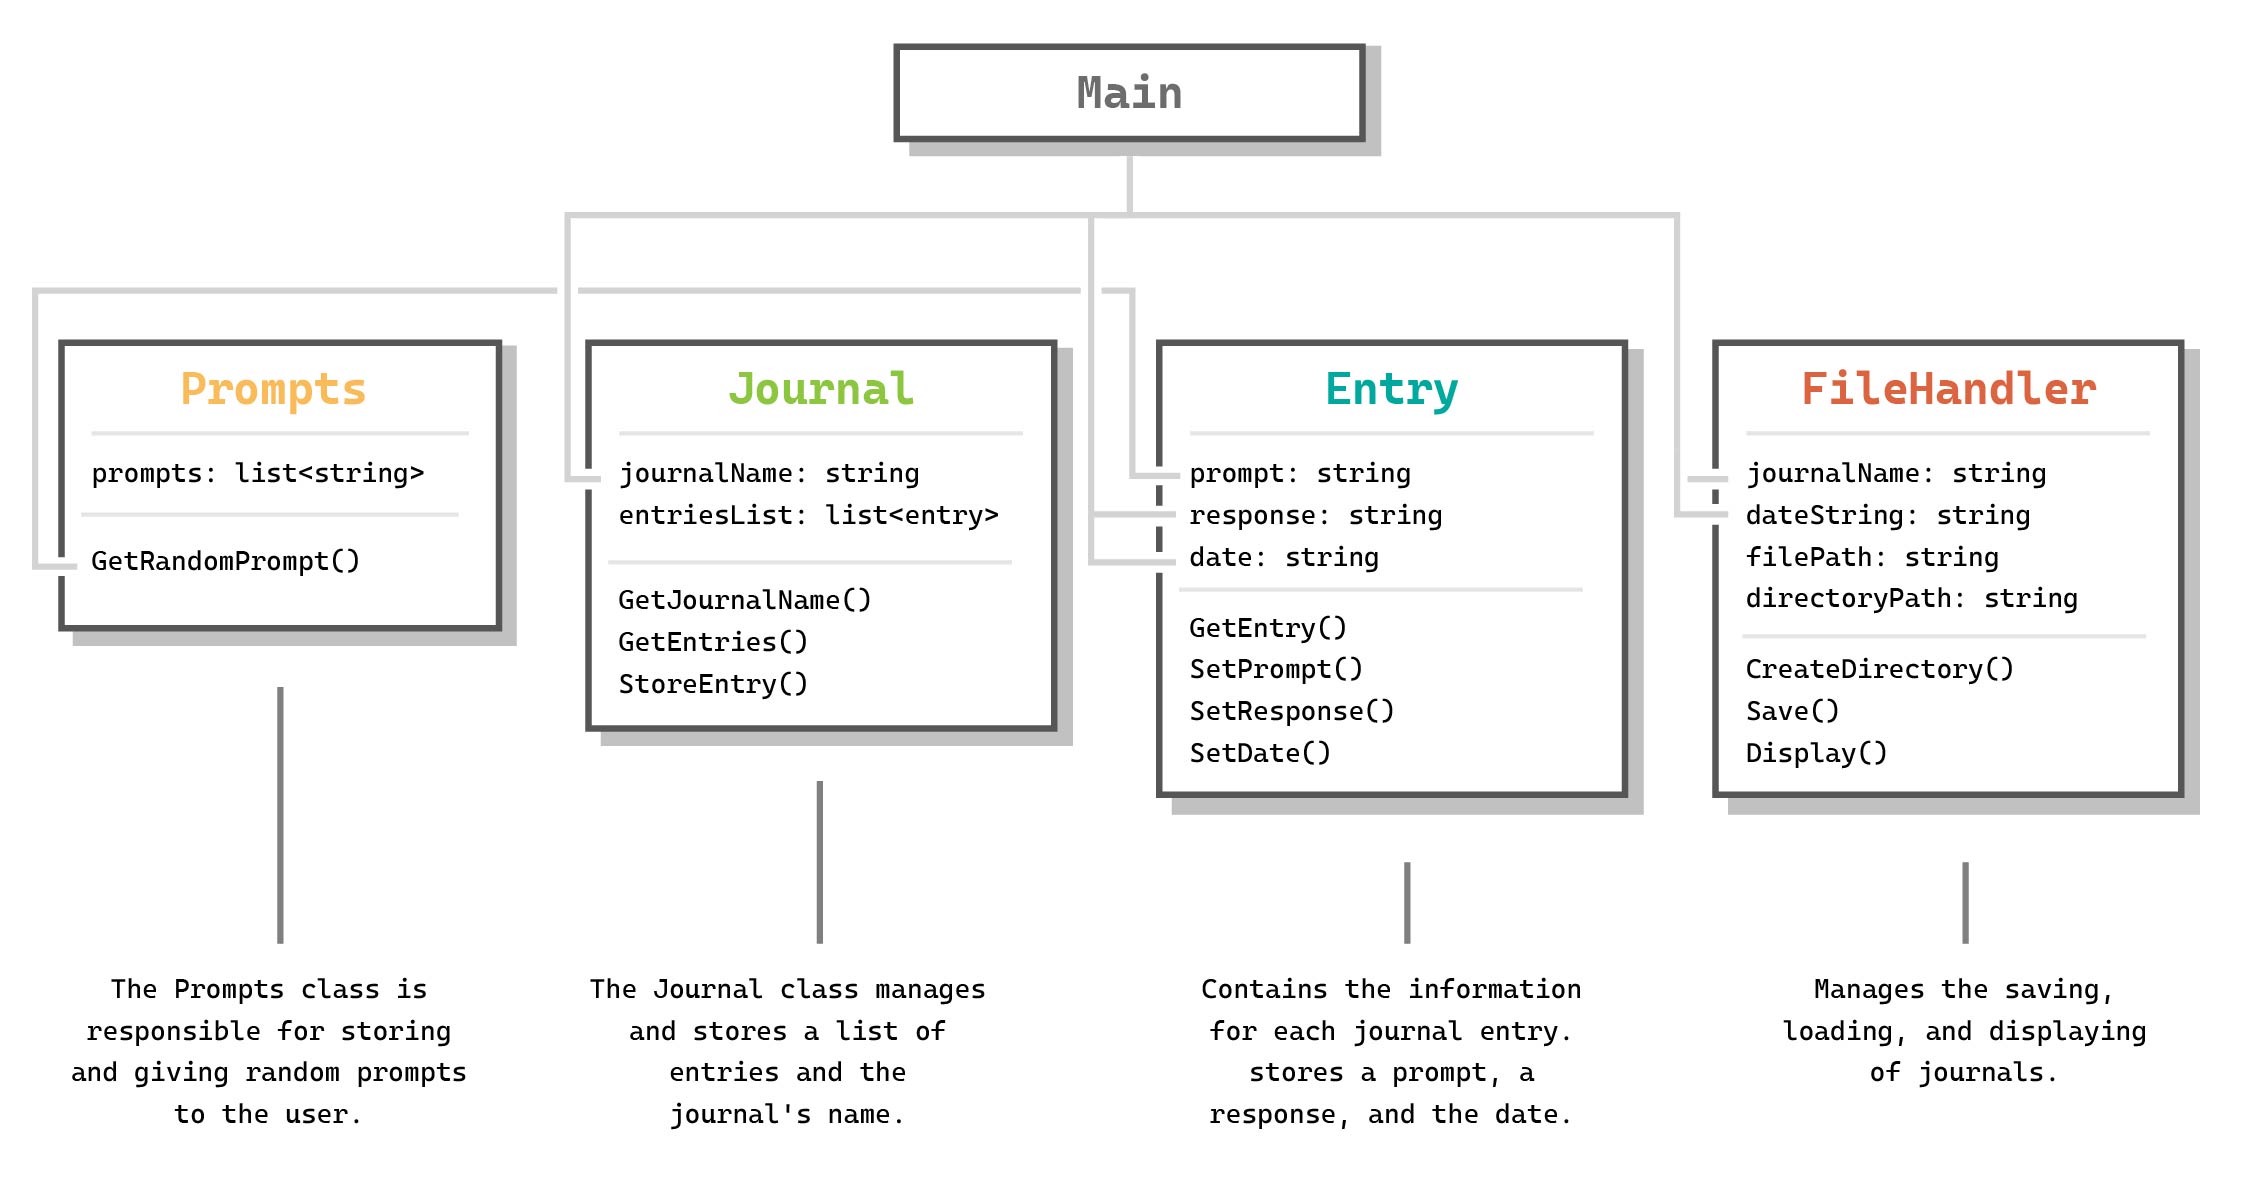 Main
Prompts
prompts: list<string>
GetRandomPrompt()
Journal
journalName: string
entriesList: list<entry>
GetJournalName()
GetEntries()
StoreEntry()
Entry
prompt: string
response: string
date: string
GetEntry()
SetPrompt()
SetResponse()
SetDate()
FileHandler
journalName: string
dateString: string
filePath: string
directoryPath: string
CreateDirectory()
Save()
Display()
The Prompts class is
responsible for storing
and giving random prompts
to the user.
The Journal class manages
and stores a list of
entries and the
journal's name.
Contains the information
for each journal entry.
stores a prompt, a
response, and the date.
Manages the saving,
loading, and displaying
of journals.